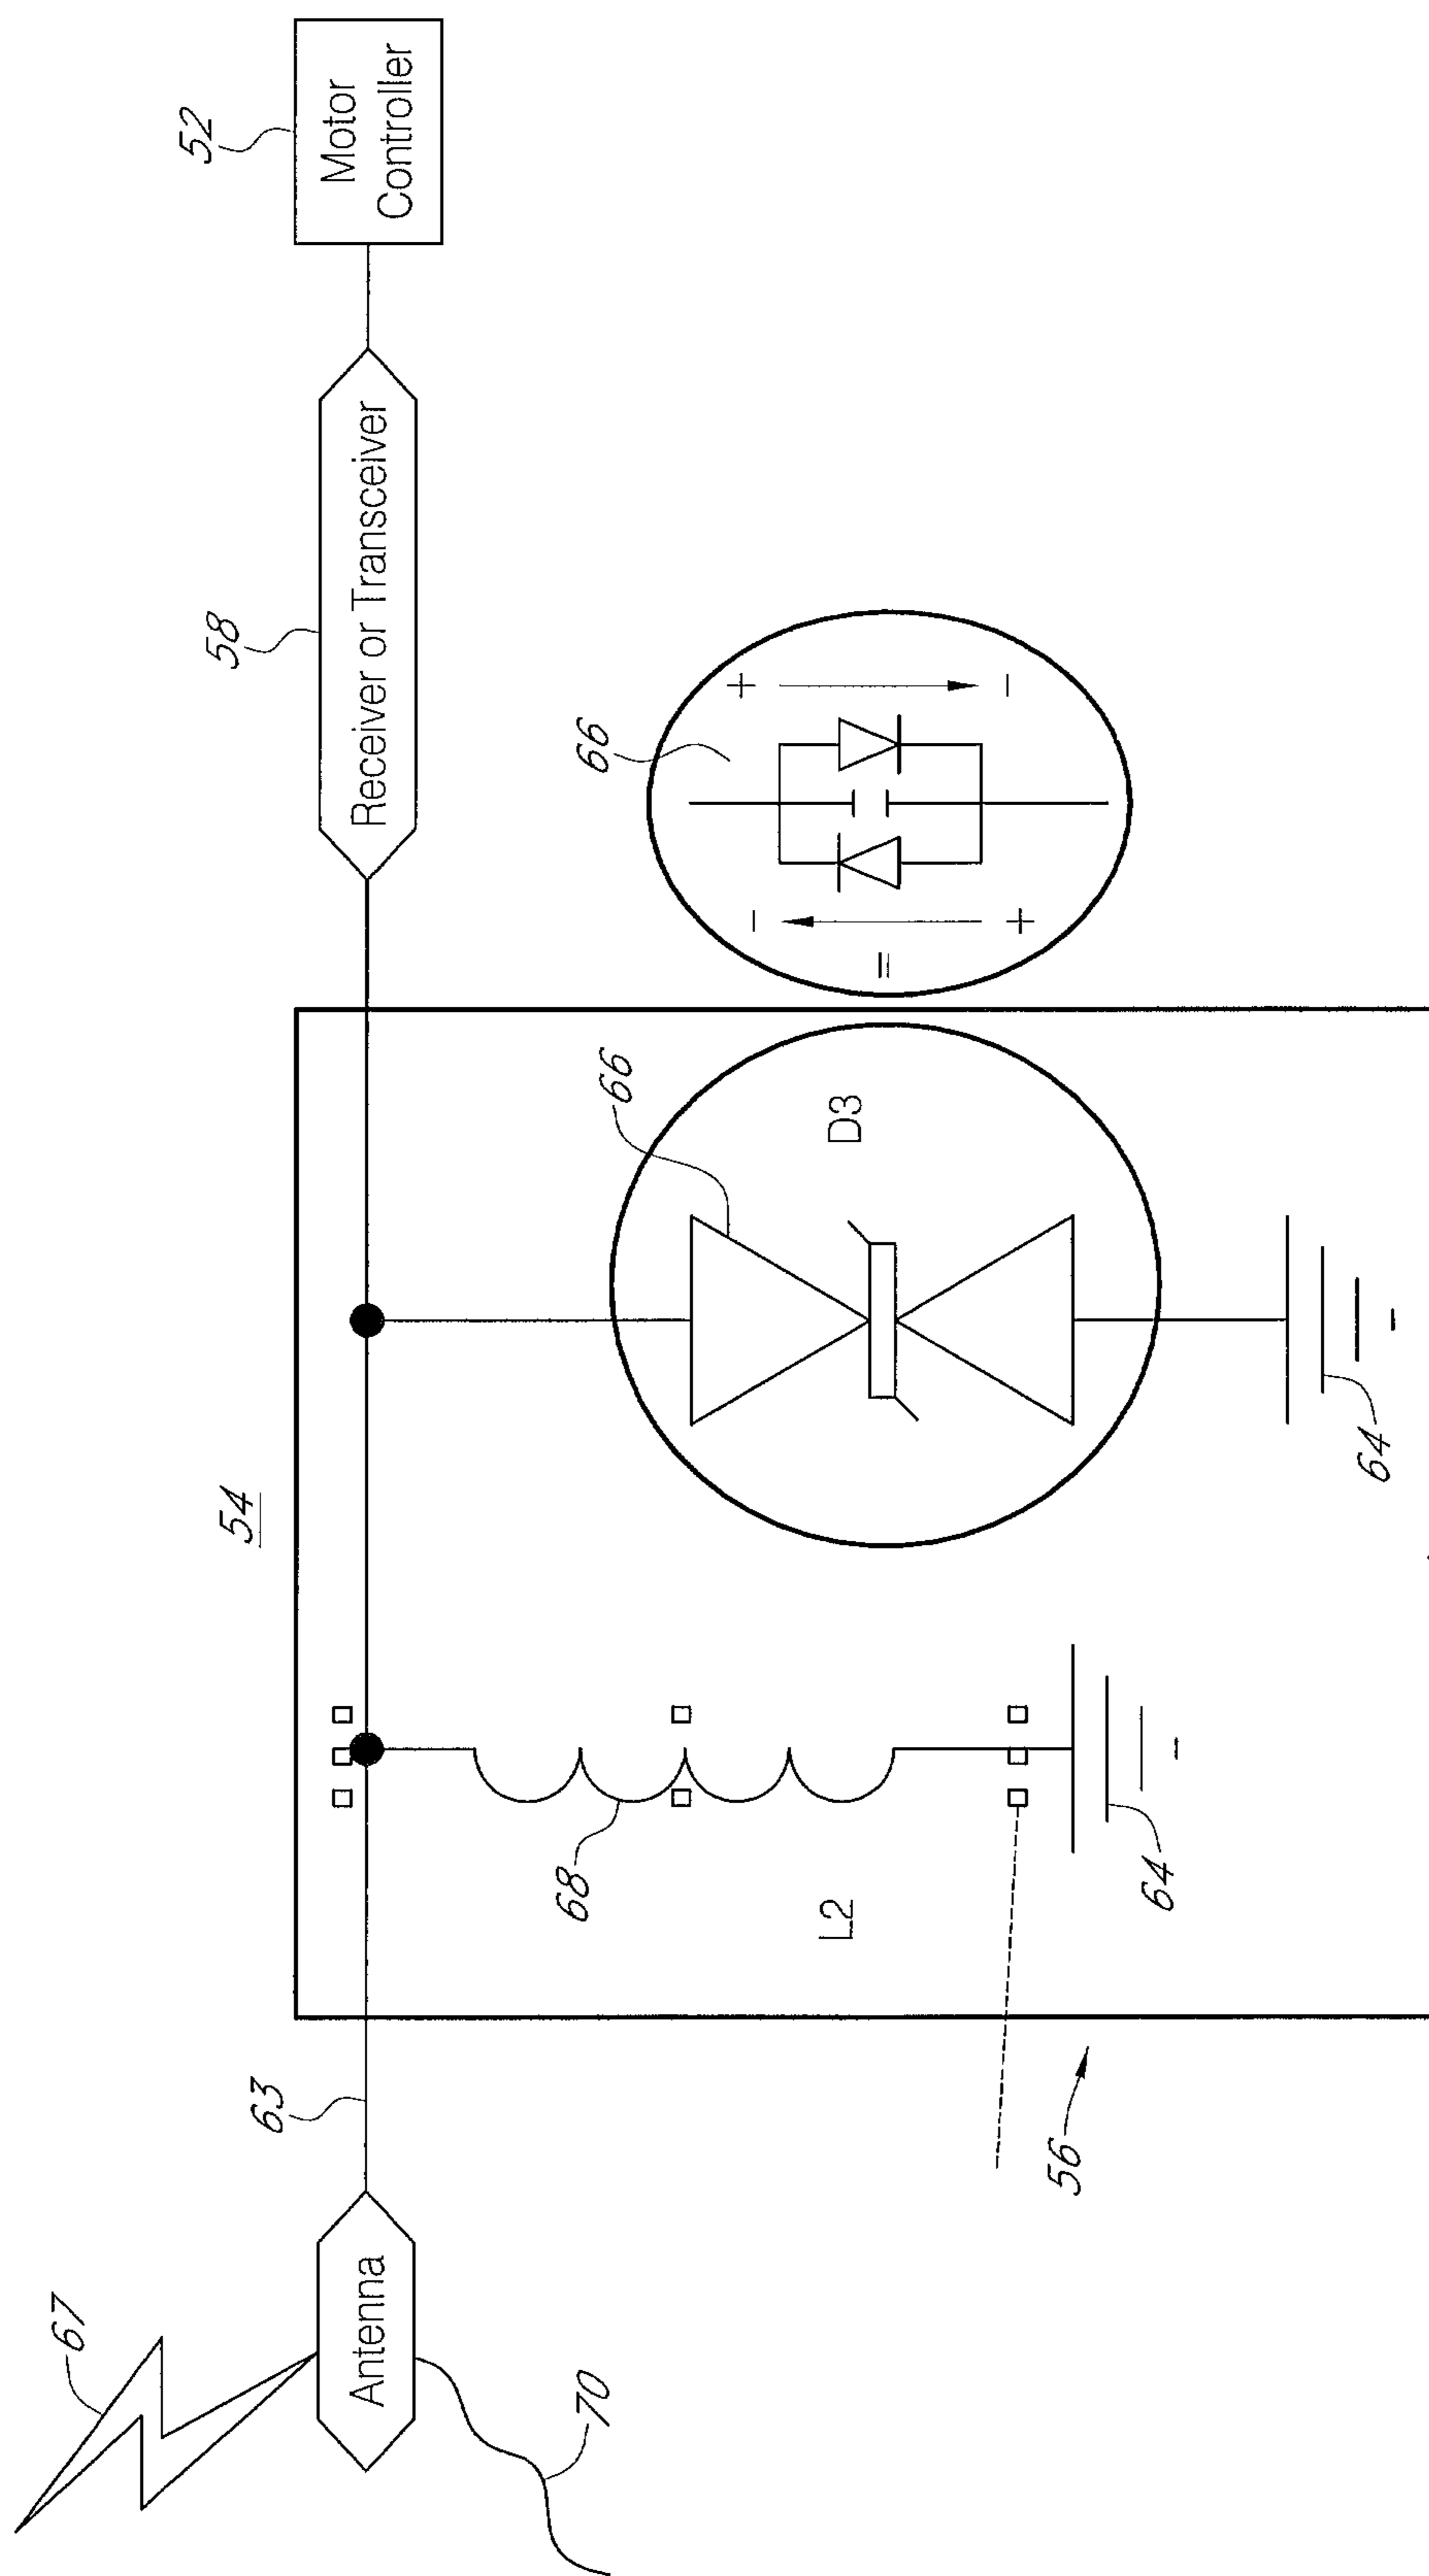 67
70
Antenna
63
56
54
68
L2
64
66
D3
64
58
Receiver or Transceiver
66
+
-
-
+
=
52
Motor
Controller